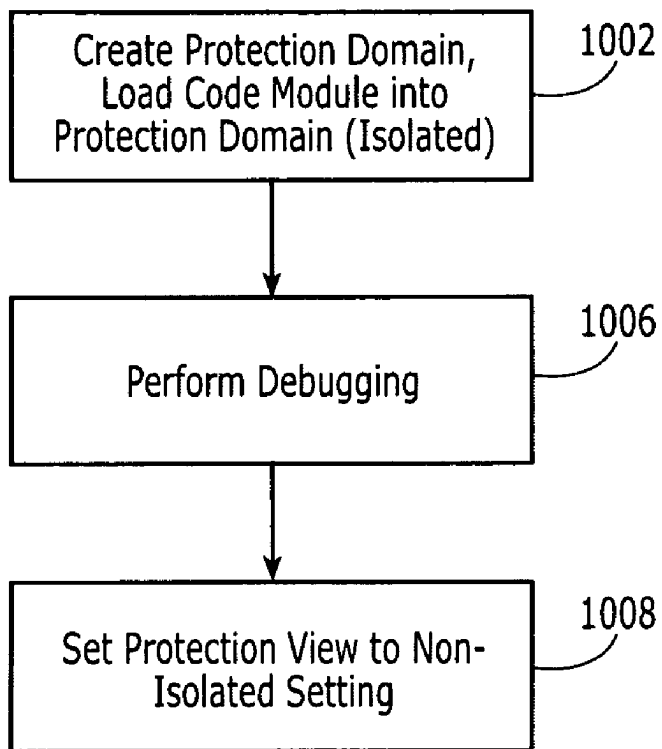 Create Protection Domain,
Load Code Module into
Protection Domain (Isolated)
1002
Perform Debugging
1006
Set Protection View to Non-
Isolated Setting
1008